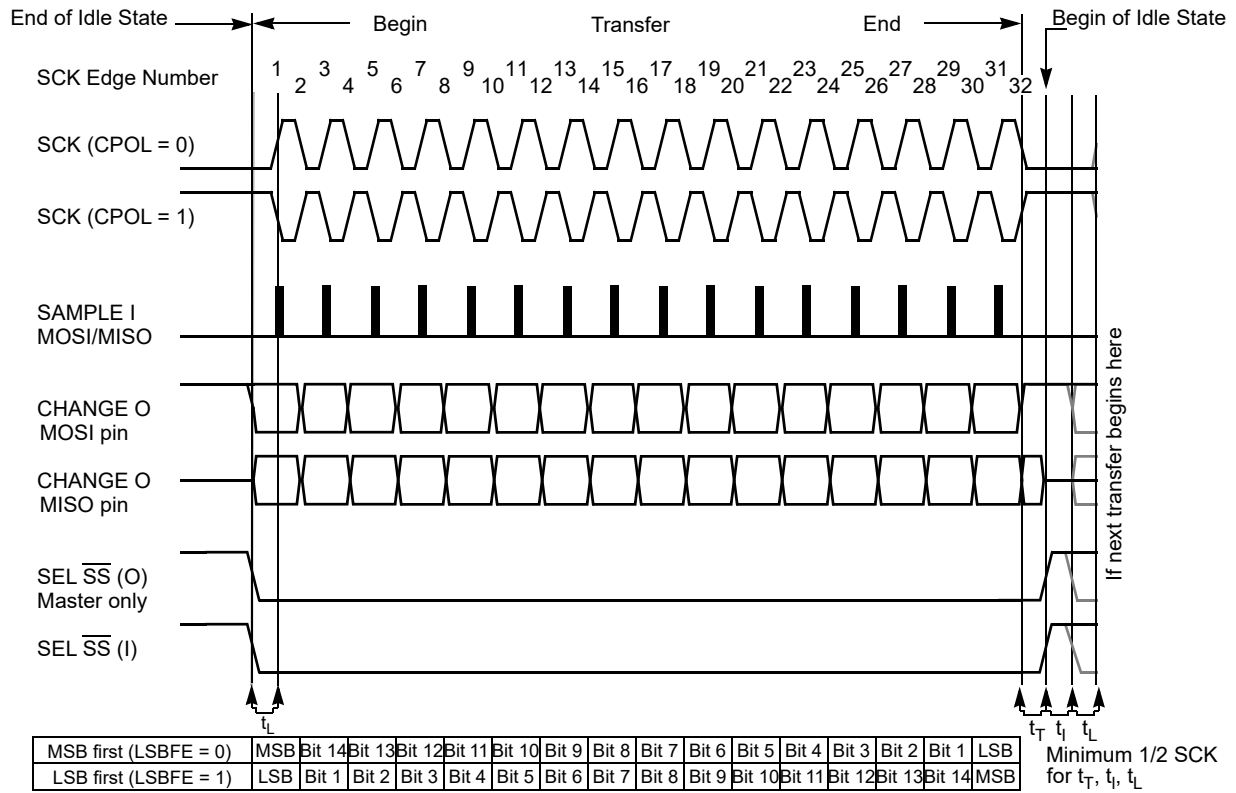 End of Idle State
Begin
Transfer
End
Begin of Idle State
SCK Edge Number
1 3 5 7 9 11 13 15 17 19 21 23 25 27 29 31
2 4 6 8 10 12 14 16 18 20 22 24 26 28 30 32
SCK (CPOL = 0)
SCK (CPOL = 1)
SAMPLE I
MOSI/MISO
CHANGE O
MOSI pin
CHANGE O
MISO pin
SEL SS (O)
Master only
SEL SS (I)
If next transfer begins here
tL
tT tI tL
MSB first (LSBFE = 0) MSB Bit 14 Bit 13 Bit 12 Bit 11 Bit 10 Bit 9 Bit 8 Bit 7 Bit 6 Bit 5 Bit 4 Bit 3 Bit 2 Bit 1 LSB
LSB first (LSBFE = 1) LSB Bit 1 Bit 2 Bit 3 Bit 4 Bit 5 Bit 6 Bit 7 Bit 8 Bit 9 Bit 10 Bit 11 Bit 12 Bit 13 Bit 14 MSB
Minimum 1/2 SCK
for tT, tI, tL